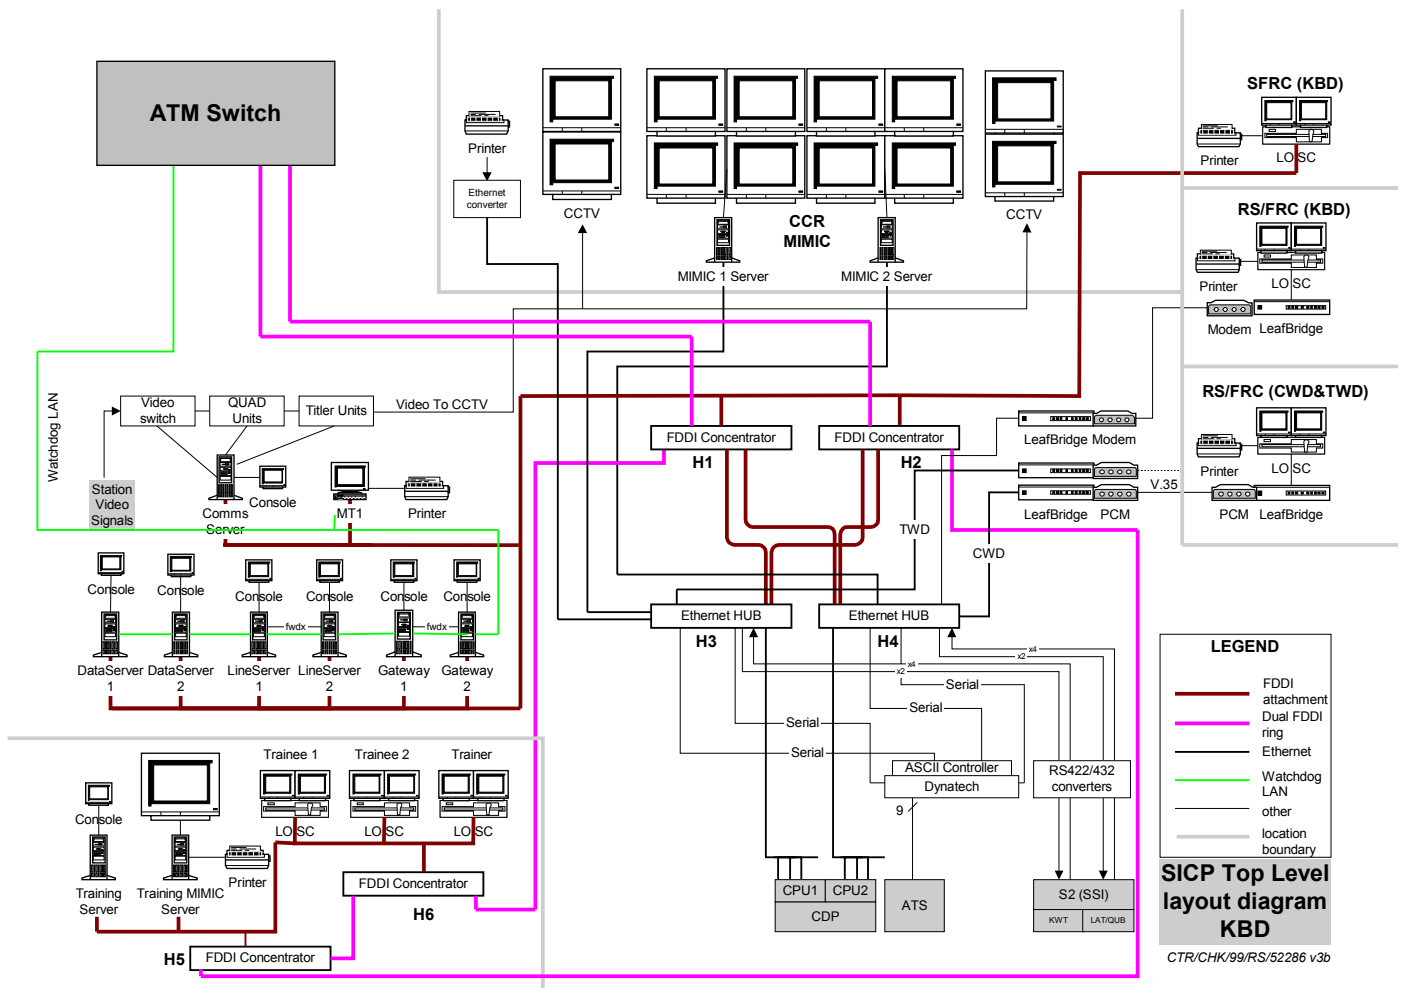 ATM Switch
Printer
Ethernet
converter
CCTV
CCR
MIMIC
CCTV
MIMIC 1 Server
MIMIC 2 Server
SFRC (KBD)
Printer
LO SC
RS/FRC (KBD)
Printer
LO SC
Modem
LeafBridge
RS/FRC (CWD&TWD)
Printer
LO SC
PCM
LeafBridge
LeafBridge
Modem
V.35
LeafBridge
PCM
Watchdog LAN
Video
switch
QUAD
Units
Titler Units
Video To CCTV
Station
Video
Signals
Comms
Server
Console
MT1
Printer
FDDI Concentrator
H1
FDDI Concentrator
H2
TWD
CWD
Console
Console
Console
Console
Console
Console
fwdx
fwdx
DataServer
1
DataServer
2
LineServer
1
LineServer
2
Gateway
1
Gateway
2
Ethernet HUB
H3
Ethernet HUB
H4
x4
x2
x4
x2
Serial
Serial
Serial
Serial
ASCII Controller
Dynatech
9
RS422/432
converters
CPU1
CPU2
CDP
ATS
S2 (SSI)
KWT
LAT/QUB
Trainee 1
Trainee 2
Trainer
LO SC
LO SC
LO SC
Console
Training
Server
Training MIMIC
Server
Printer
FDDI Concentrator
H6
H5
FDDI Concentrator
LEGEND
FDDI
attachment
Dual FDDI
ring
Ethernet
Watchdog
LAN
other
location
boundary
SICP Top Level
layout diagram
KBD
CTR/CHK/99/RS/52286 v3b